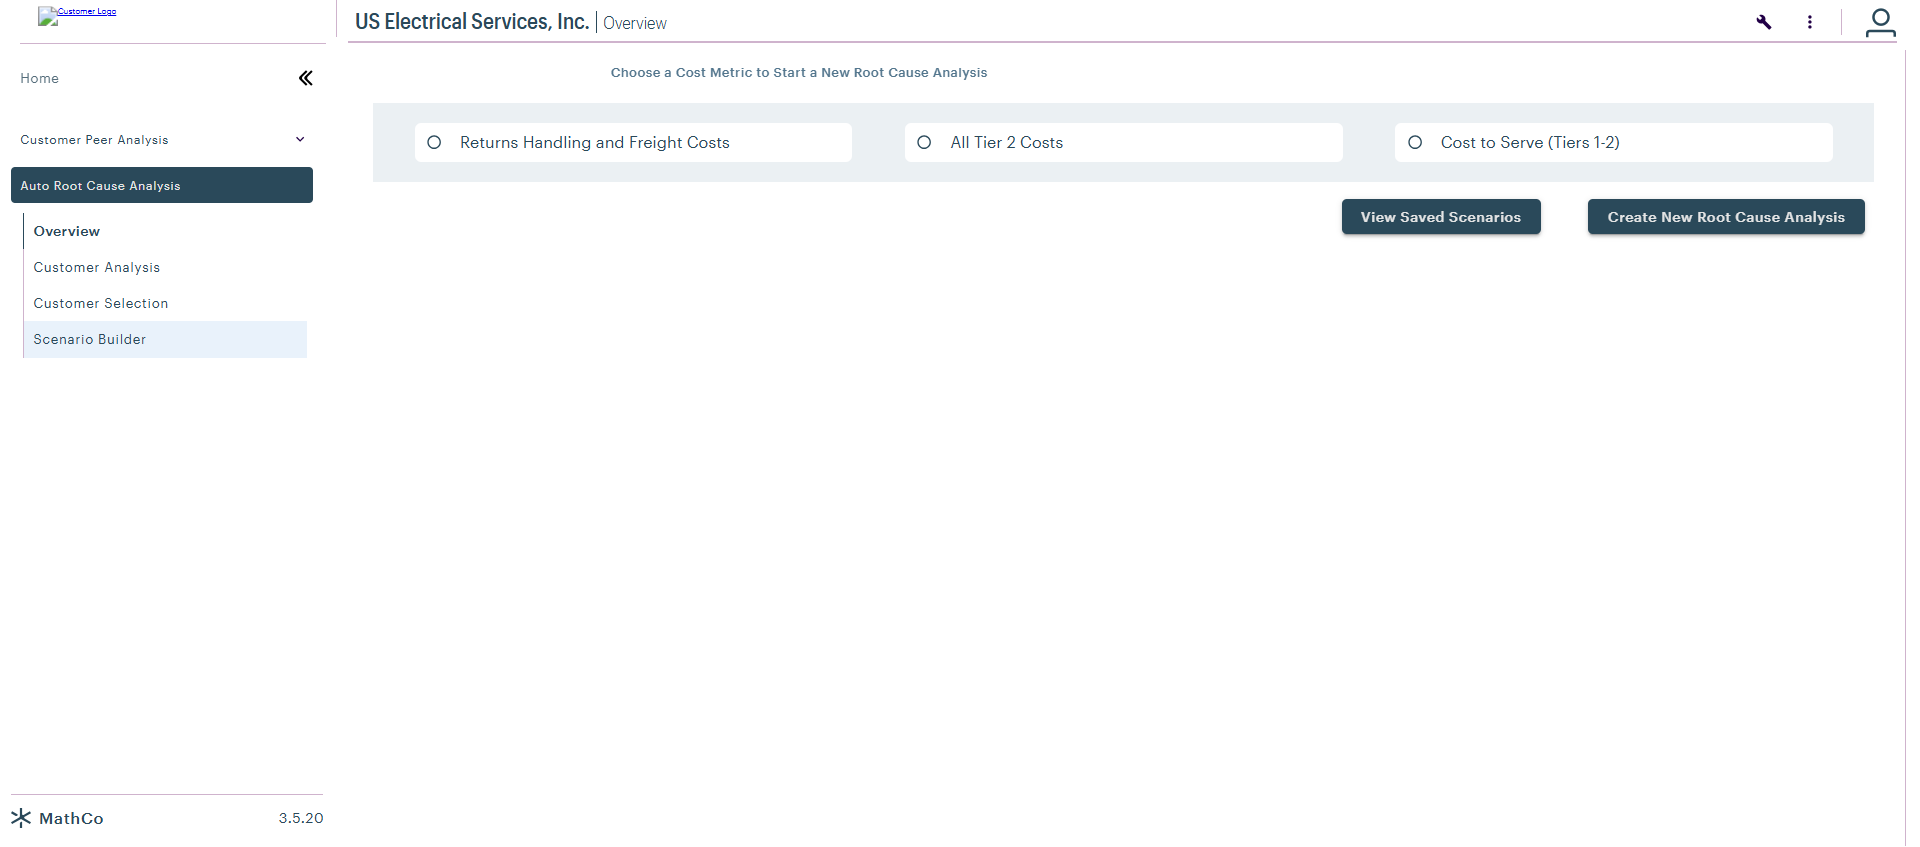 Customer Logo
US Electrical Services, Inc. | Overview
Home
Choose a Cost Metric to Start a New Root Cause Analysis
Customer Peer Analysis
Returns Handling and Freight Costs
All Tier 2 Costs
Cost to Serve (Tiers 1-2)
Auto Root Cause Analysis
View Saved Scenarios
Create New Root Cause Analysis
Overview
Customer Analysis
Customer Selection
Scenario Builder
MathCo
3.5.20